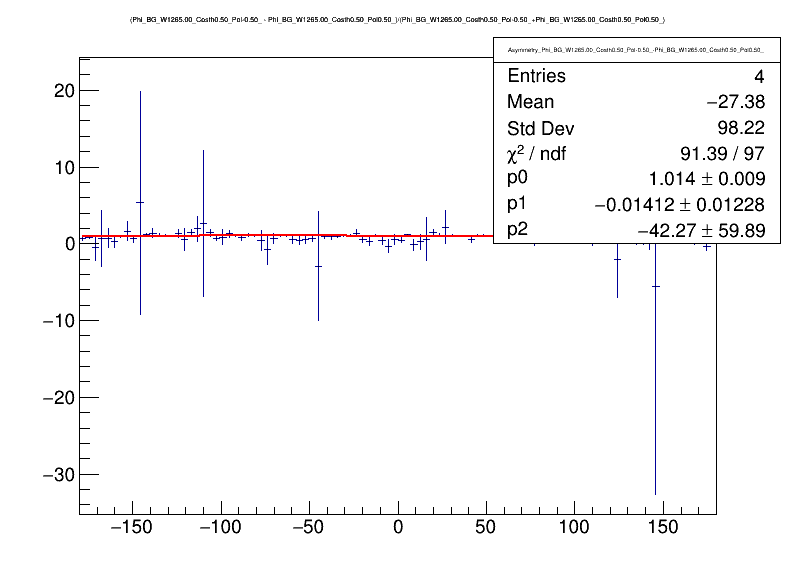 (Phi_BG_W1265.00_Costh0.50_Pol-0.50_ - Phi_BG_W1265.00_Costh0.50_Pol0.50_)/(Phi_BG_W1265.00_Costh0.50_Pol-0.50_+Phi_BG_W1265.00_Costh0.50_Pol0.50_)
Asymmetry_Phi_BG_W1265.00_Costh0.50_Pol-0.50_-Phi_BG_W1265.00_Costh0.50_Pol0.50_
Entries 4
Mean −27.38
Std Dev 98.22
χ² / ndf 91.39 / 97
p0 1.014 ± 0.009
p1 −0.01412 ± 0.01228
p2 −42.27 ± 59.89
20
10
0
−10
−20
−30
−150 −100 −50 0 50 100 150